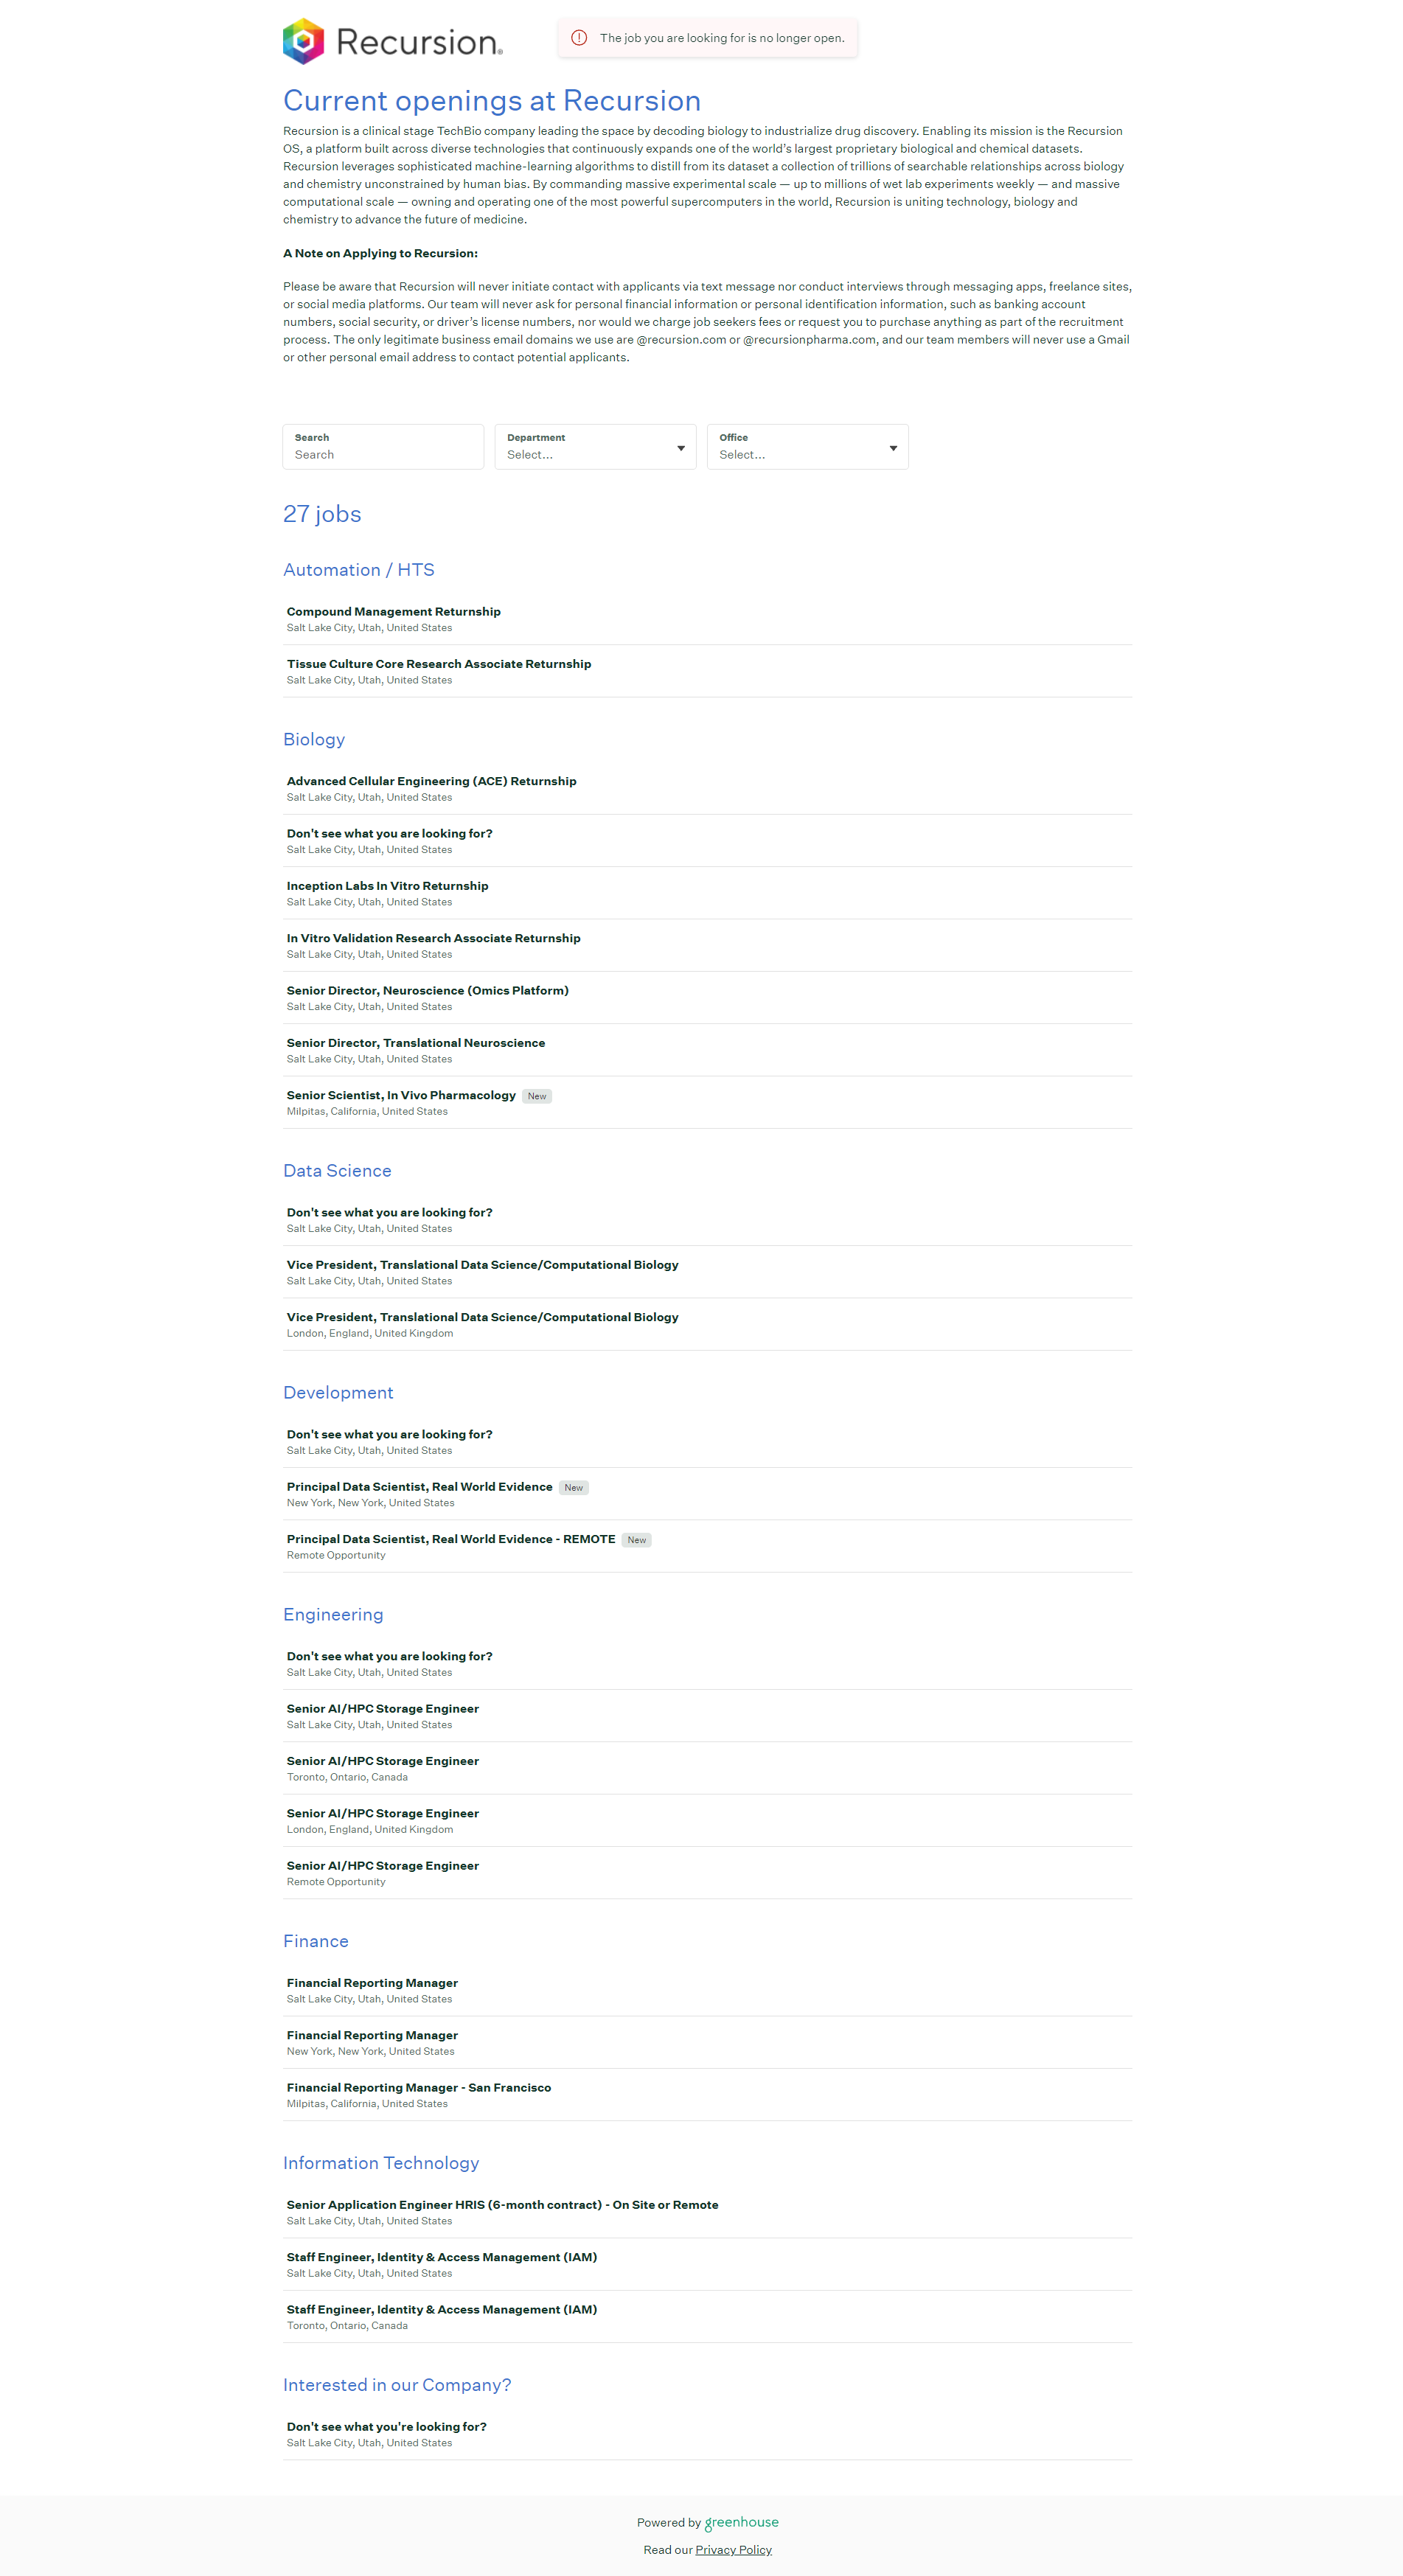 Recursion®
The job you are looking for is no longer open.
Current openings at Recursion
Recursion is a clinical stage TechBio company leading the space by decoding biology to industrialize drug discovery. Enabling its mission is the Recursion
OS, a platform built across diverse technologies that continuously expands one of the world’s largest proprietary biological and chemical datasets.
Recursion leverages sophisticated machine-learning algorithms to distill from its dataset a collection of trillions of searchable relationships across biology
and chemistry unconstrained by human bias. By commanding massive experimental scale — up to millions of wet lab experiments weekly — and massive
computational scale — owning and operating one of the most powerful supercomputers in the world, Recursion is uniting technology, biology and
chemistry to advance the future of medicine.
A Note on Applying to Recursion:
Please be aware that Recursion will never initiate contact with applicants via text message nor conduct interviews through messaging apps, freelance sites,
or social media platforms. Our team will never ask for personal financial information or personal identification information, such as banking account
numbers, social security, or driver’s license numbers, nor would we charge job seekers fees or request you to purchase anything as part of the recruitment
process. The only legitimate business email domains we use are @recursion.com or @recursionpharma.com, and our team members will never use a Gmail
or other personal email address to contact potential applicants.
Search
Search
Department
Select...
Office
Select...
27 jobs
Automation / HTS
Compound Management Returnship
Salt Lake City, Utah, United States
Tissue Culture Core Research Associate Returnship
Salt Lake City, Utah, United States
Biology
Advanced Cellular Engineering (ACE) Returnship
Salt Lake City, Utah, United States
Don't see what you are looking for?
Salt Lake City, Utah, United States
Inception Labs In Vitro Returnship
Salt Lake City, Utah, United States
In Vitro Validation Research Associate Returnship
Salt Lake City, Utah, United States
Senior Director, Neuroscience (Omics Platform)
Salt Lake City, Utah, United States
Senior Director, Translational Neuroscience
Salt Lake City, Utah, United States
Senior Scientist, In Vivo Pharmacology New
Milpitas, California, United States
Data Science
Don't see what you are looking for?
Salt Lake City, Utah, United States
Vice President, Translational Data Science/Computational Biology
Salt Lake City, Utah, United States
Vice President, Translational Data Science/Computational Biology
London, England, United Kingdom
Development
Don't see what you are looking for?
Salt Lake City, Utah, United States
Principal Data Scientist, Real World Evidence New
New York, New York, United States
Principal Data Scientist, Real World Evidence - REMOTE New
Remote Opportunity
Engineering
Don't see what you are looking for?
Salt Lake City, Utah, United States
Senior AI/HPC Storage Engineer
Salt Lake City, Utah, United States
Senior AI/HPC Storage Engineer
Toronto, Ontario, Canada
Senior AI/HPC Storage Engineer
London, England, United Kingdom
Senior AI/HPC Storage Engineer
Remote Opportunity
Finance
Financial Reporting Manager
Salt Lake City, Utah, United States
Financial Reporting Manager
New York, New York, United States
Financial Reporting Manager - San Francisco
Milpitas, California, United States
Information Technology
Senior Application Engineer HRIS (6-month contract) - On Site or Remote
Salt Lake City, Utah, United States
Staff Engineer, Identity & Access Management (IAM)
Salt Lake City, Utah, United States
Staff Engineer, Identity & Access Management (IAM)
Toronto, Ontario, Canada
Interested in our Company?
Don't see what you're looking for?
Salt Lake City, Utah, United States
Powered by greenhouse
Read our Privacy Policy